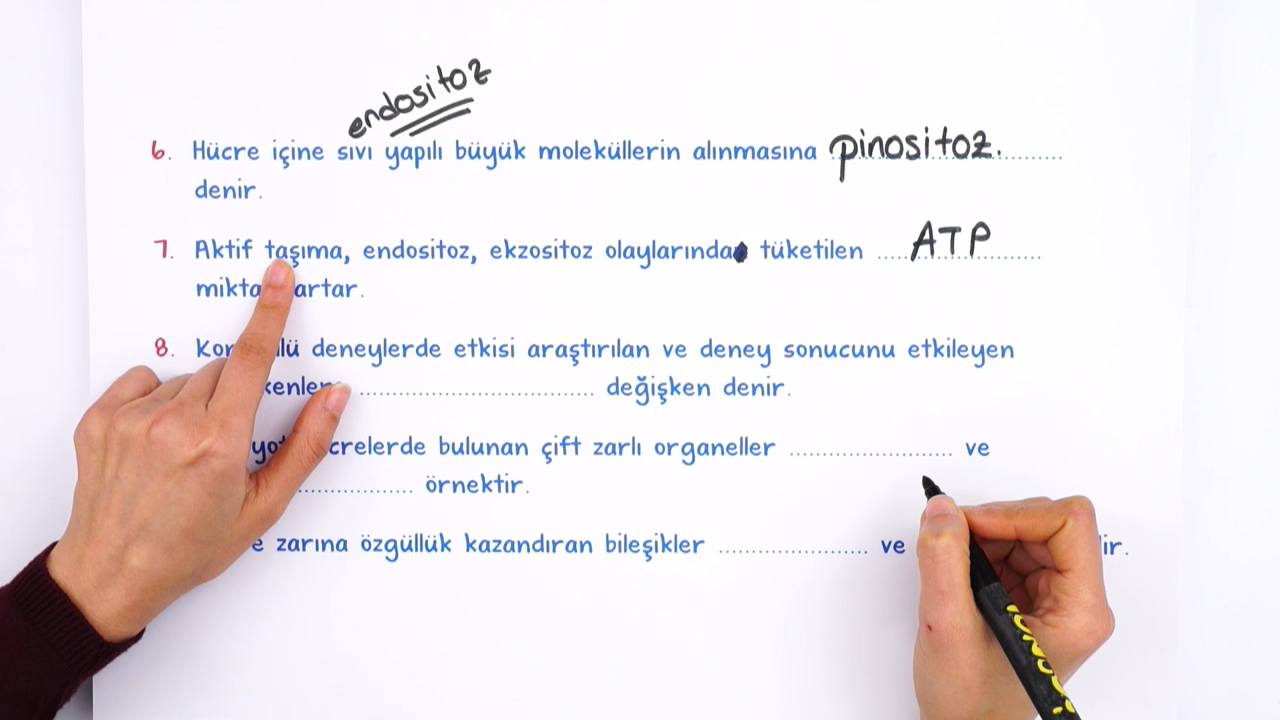 endositoz
6. Hücre içine sıvı yapılı büyük moleküllerin alınmasına pinositoz.
denir.
7. Aktif taşıma, endositoz, ekzositoz olaylarında tüketilen ATP
artar.
8. deneylerde etkisi araştırılan ve deney sonucunu etkileyen
değişken denir.
bulunan çift zarlı organeller ve
örnektir.
zarına özgüllük kazandıran bileşikler ve